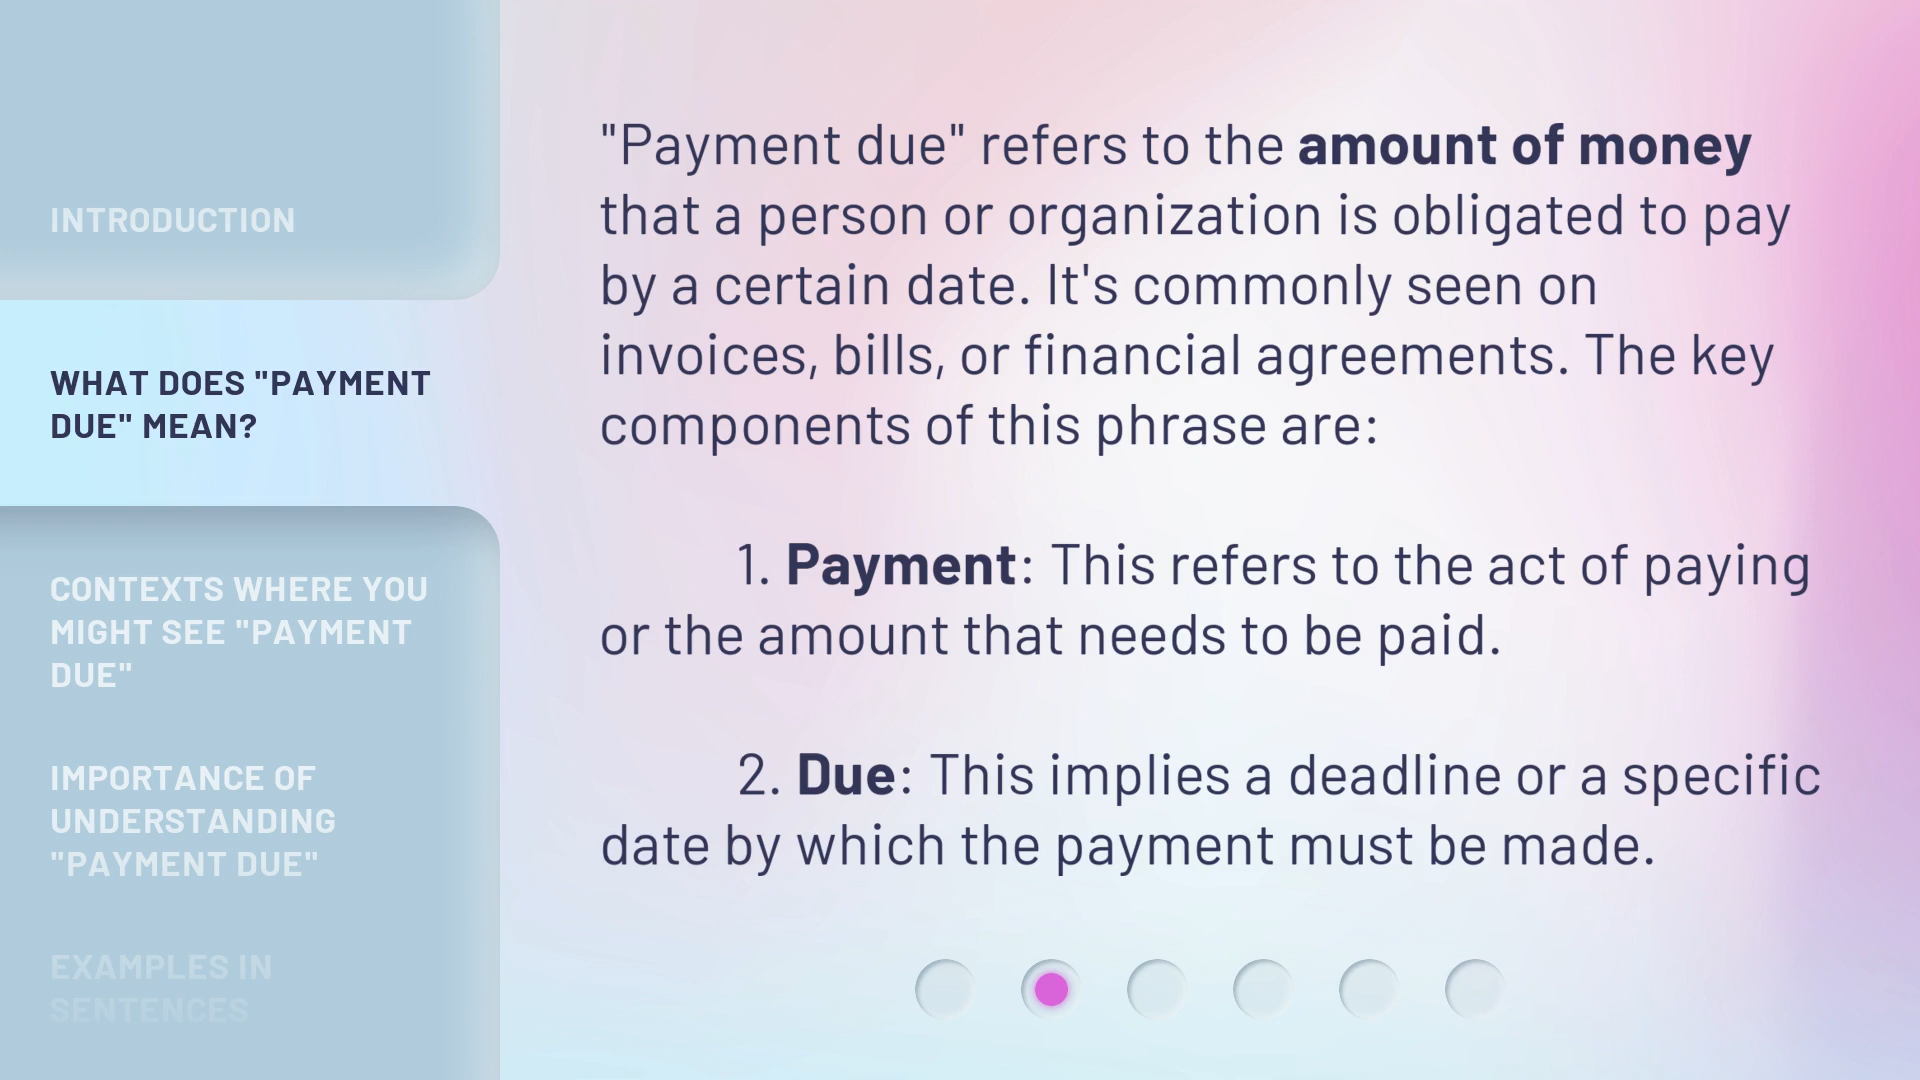 INTRODUCTION
WHAT DOES "PAYMENT
DUE" MEAN?
CONTEXTS WHERE YOU
MIGHT SEE "PAYMENT
DUE"
IMPORTANCE OF
UNDERSTANDING
"PAYMENT DUE"
EXAMPLES IN
SENTENCES
"Payment due" refers to the amount of money
that a person or organization is obligated to pay
by a certain date. It's commonly seen on
invoices, bills, or financial agreements. The key
components of this phrase are:
1. Payment: This refers to the act of paying
or the amount that needs to be paid.
2. Due: This implies a deadline or a specific
date by which the payment must be made.